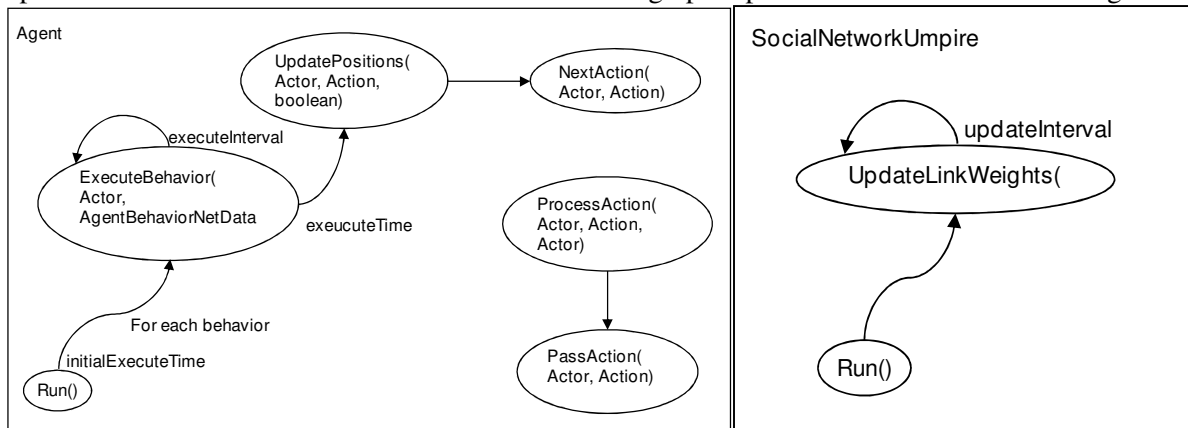 Agent
UpdatePositions(
Actor, Action,
boolean)
NextAction(
Actor, Action)
executeInterval
ExecuteBehavior(
Actor,
AgentBehaviorNetData
exeucuteTime
ProcessAction(
Actor, Action,
Actor)
For each behavior
initialExecuteTime
Run()
PassAction(
Actor, Action)
SocialNetworkUmpire
updateInterval
UpdateLinkWeights(
Run()